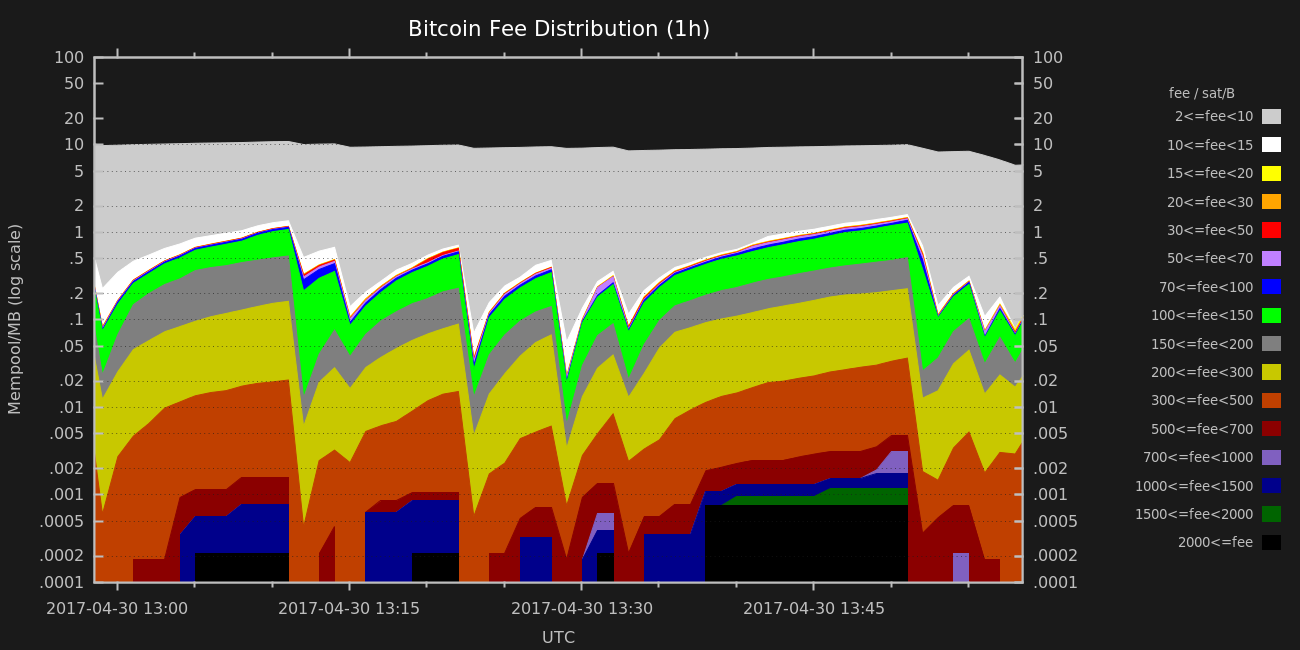 Bitcoin Fee Distribution (1h)
Mempool/MB (log scale)
100
50
20
10
5
2
1
.5
.2
.1
.05
.02
.01
.005
.002
.001
.0005
.0002
.0001
100
50
20
10
5
2
1
.5
.2
.1
.05
.02
.01
.005
.002
.001
.0005
.0002
.0001
2017-04-30 13:00
2017-04-30 13:15
2017-04-30 13:30
2017-04-30 13:45
UTC
fee / sat/B
2<=fee<10
10<=fee<15
15<=fee<20
20<=fee<30
30<=fee<50
50<=fee<70
70<=fee<100
100<=fee<150
150<=fee<200
200<=fee<300
300<=fee<500
500<=fee<700
700<=fee<1000
1000<=fee<1500
1500<=fee<2000
2000<=fee